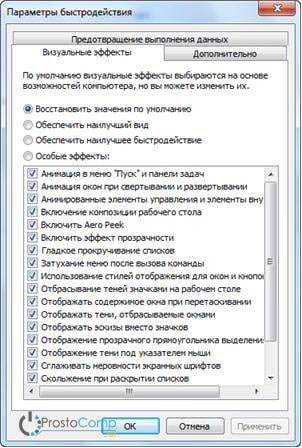 Параметры быстродействия
Предотвращение выполнения данных
Визуальные эффекты
Дополнительно
По умолчанию визуальные эффекты выбираются на основе
возможностей компьютера, но вы можете изменить их.
Восстановить значения по умолчанию
Обеспечить наилучший вид
Обеспечить наилучшее быстродействие
Особые эффекты:
Анимация в меню "Пуск" и панели задач
Анимация окон при свертывании и развертывании
Анимированные элементы управления и элементы вну
Включение композиции рабочего стола
Включить Aero Peek
Включить эффект прозрачности
Гладкое прокручивание списков
Затухание меню после вызова команды
Использование стилей отображения для окон и кнопо
Отбрасывание теней значками на рабочем столе
Отображать содержимое окна при перетаскивании
Отображать тени, отбрасываемые окнами
Отображать эскизы вместо значков
Отображение прозрачного прямоугольника выделения
Отображение тени под указателем мыши
Сглаживать неровности экранных шрифтов
Скольжение при раскрытии списков
ProstoComp
ОК
Отмена
Применить